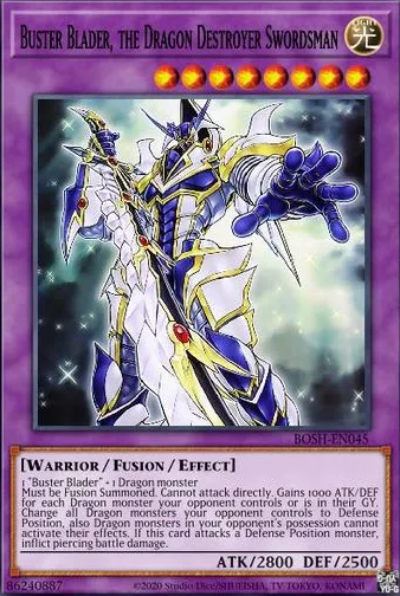 Buster Blader, the Dragon Destroyer Swordsman
光
BOSH-EN045
[Warrior / Fusion / Effect]
1 "Buster Blader" + 1 Dragon monster
Must be Fusion Summoned. Cannot attack directly. Gains 1000 ATK/DEF
for each Dragon monster your opponent controls or is in their GY.
Change all Dragon monsters your opponent controls to Defense
Position, also Dragon monsters in your opponent's possession cannot
activate their effects. If this card attacks a Defense Position monster,
inflict piercing battle damage.
ATK/2800 DEF/2500
86240887
©2020 Studio Dice/SHUEISHA, TV TOKYO, KONAMI